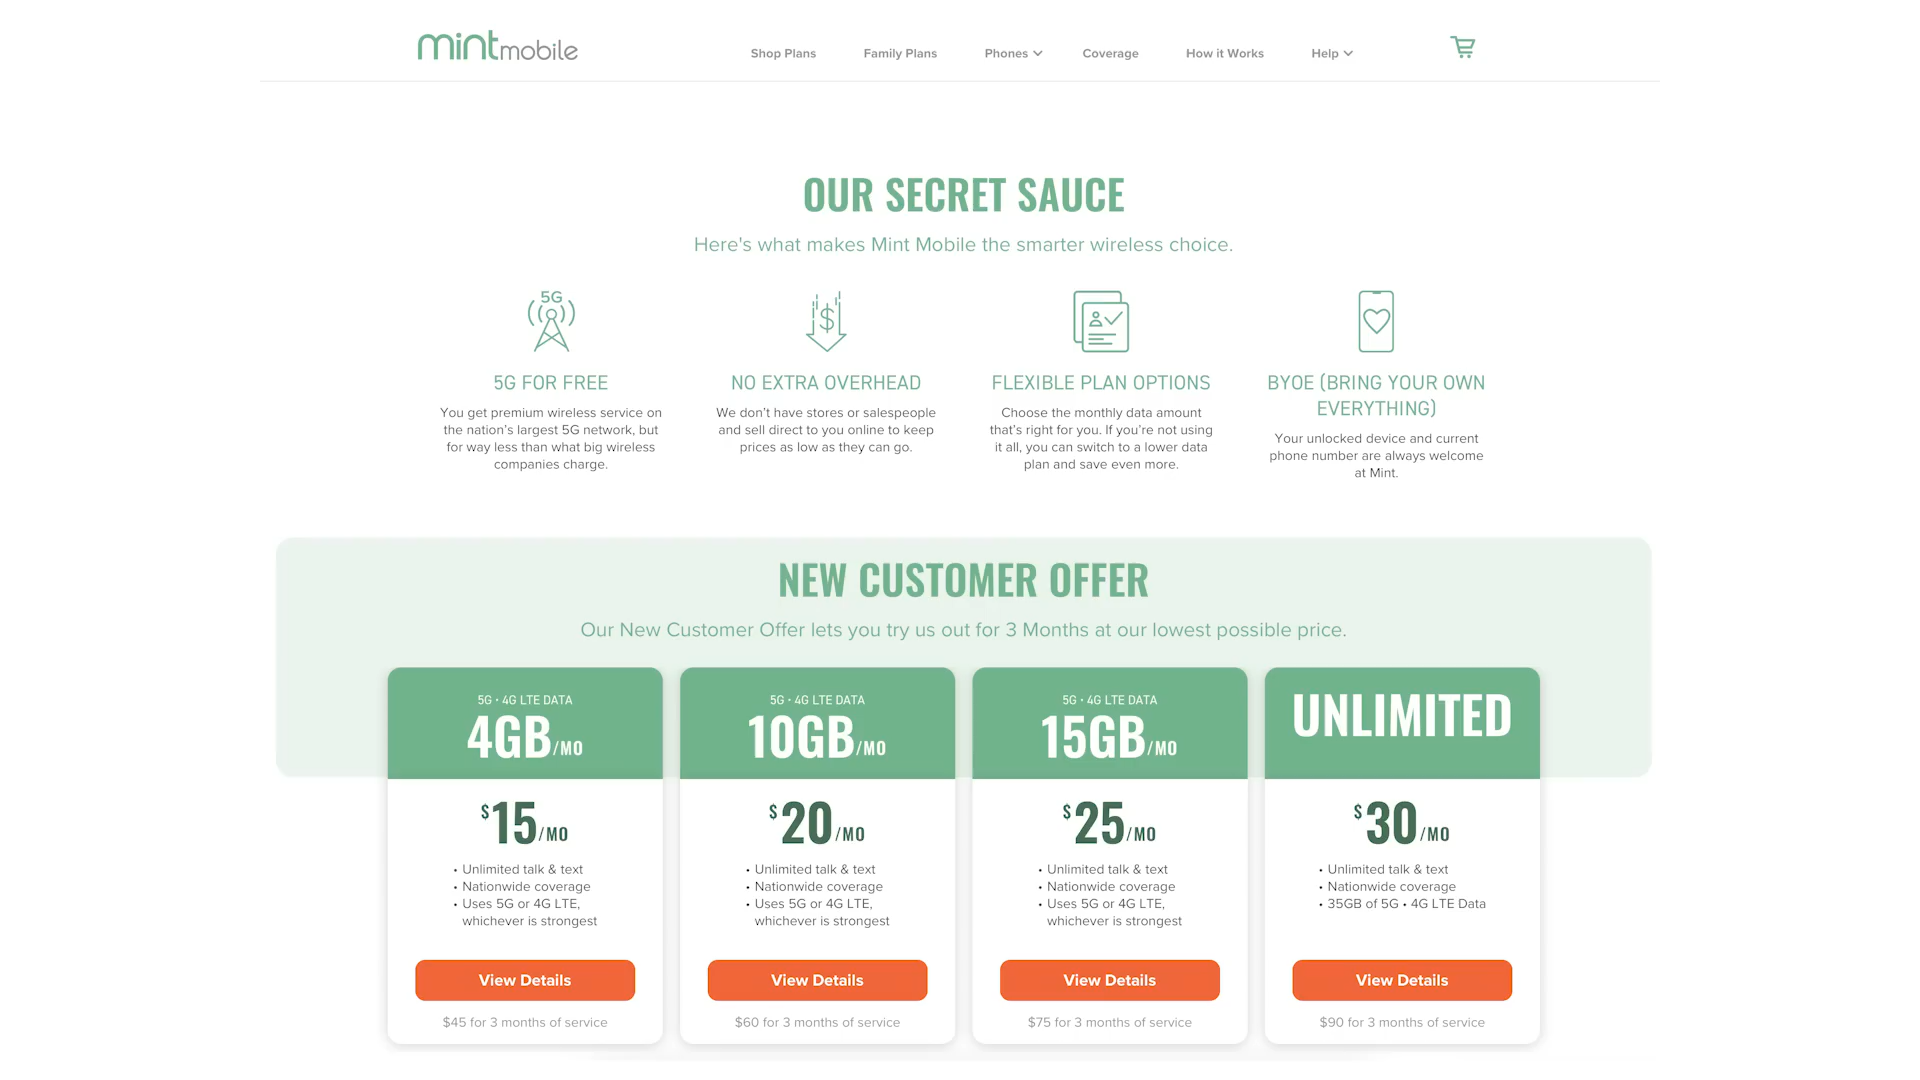 mintmobile
Shop Plans
Family Plans
Phones
Coverage
How it Works
Help
OUR SECRET SAUCE
Here's what makes Mint Mobile the smarter wireless choice.
5G
5G FOR FREE
You get premium wireless service on
the nation's largest 5G network, but
for way less than what big wireless
companies charge.
$
NO EXTRA OVERHEAD
We don't have stores or salespeople
and sell direct to you online to keep
prices as low as they can go.
FLEXIBLE PLAN OPTIONS
Choose the monthly data amount
that's right for you. If you're not using
it all, you can switch to a lower data
plan and save even more.
BYOE (BRING YOUR OWN
EVERYTHING)
Your unlocked device and current
phone number are always welcome
at Mint.
NEW CUSTOMER OFFER
Our New Customer Offer lets you try us out for 3 Months at our lowest possible price.
5G • 4G LTE DATA
4GB/MO
$15/MO
• Unlimited talk & text
• Nationwide coverage
• Uses 5G or 4G LTE,
whichever is strongest
View Details
$45 for 3 months of service
5G • 4G LTE DATA
10GB/MO
$20/MO
• Unlimited talk & text
• Nationwide coverage
• Uses 5G or 4G LTE,
whichever is strongest
View Details
$60 for 3 months of service
5G • 4G LTE DATA
15GB/MO
$25/MO
• Unlimited talk & text
• Nationwide coverage
• Uses 5G or 4G LTE,
whichever is strongest
View Details
$75 for 3 months of service
UNLIMITED
$30/MO
• Unlimited talk & text
• Nationwide coverage
• 35GB of 5G • 4G LTE Data
View Details
$90 for 3 months of service